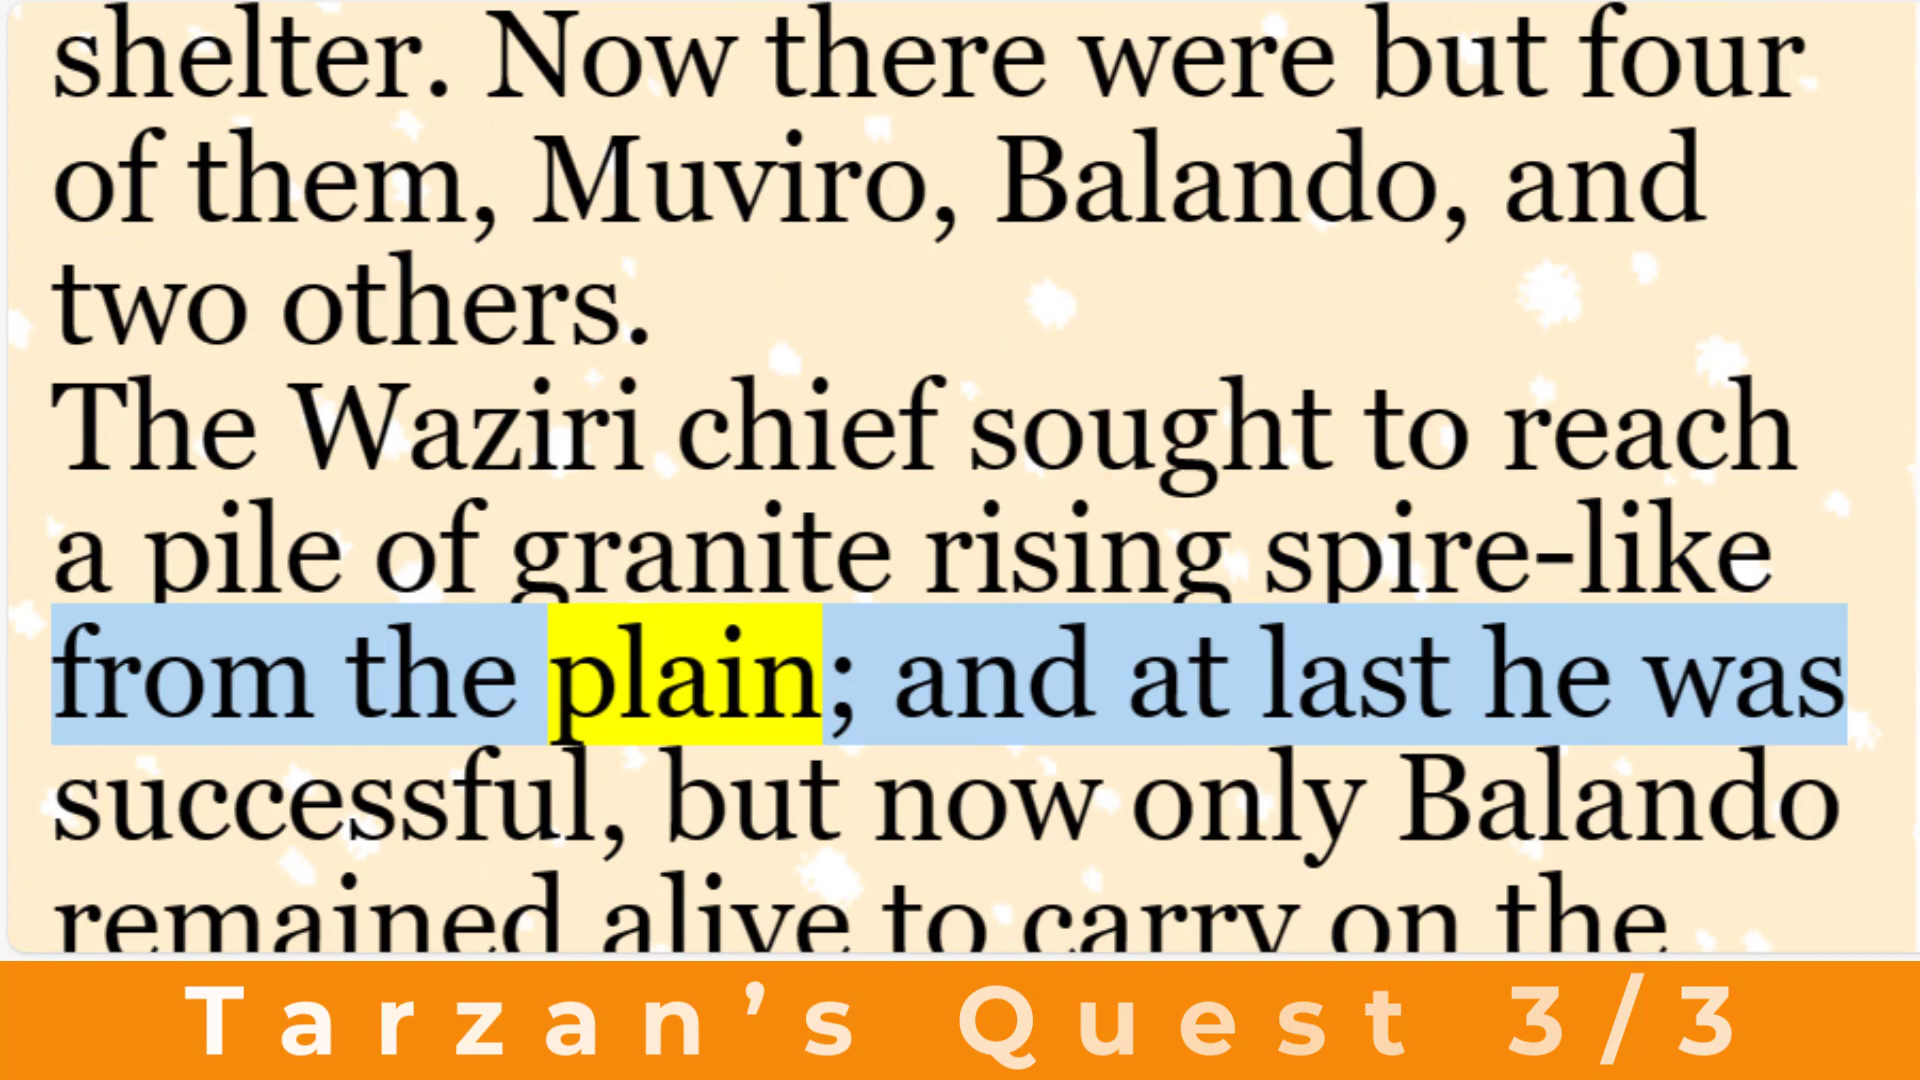 shelter. Now there were but four
of them, Muviro, Balando, and
two others.
The Waziri chief sought to reach
a pile of granite rising spire-like
from the plain; and at last he was
successful, but now only Balando
remained alive to carry on the
Tarzan’s Quest 3/3